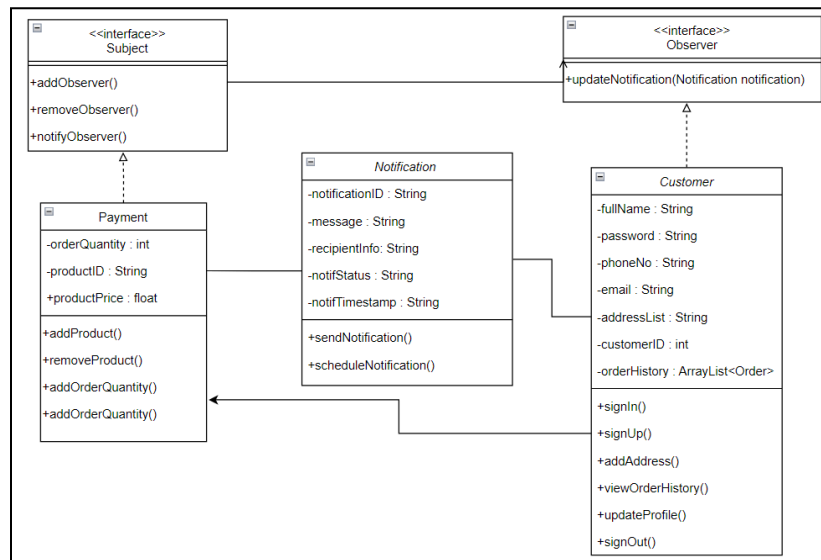 <<interface>>
Subject
+addObserver()
+removeObserver()
+notifyObserver()
<<interface>>
Observer
+updateNotification(Notification notification)
Payment
-orderQuantity : int
-productID : String
+productPrice : float
+addProduct()
+removeProduct()
+addOrderQuantity()
+addOrderQuantity()
Notification
-notificationID : String
-message : String
-recipientInfo: String
-notifStatus : String
-notifTimestamp : String
+sendNotification()
+scheduleNotification()
Customer
-fullName : String
-password : String
-phoneNo : String
-email : String
-addressList : String
-customerID : int
-orderHistory : ArrayList<Order>
+signIn()
+signUp()
+addAddress()
+viewOrderHistory()
+updateProfile()
+signOut()